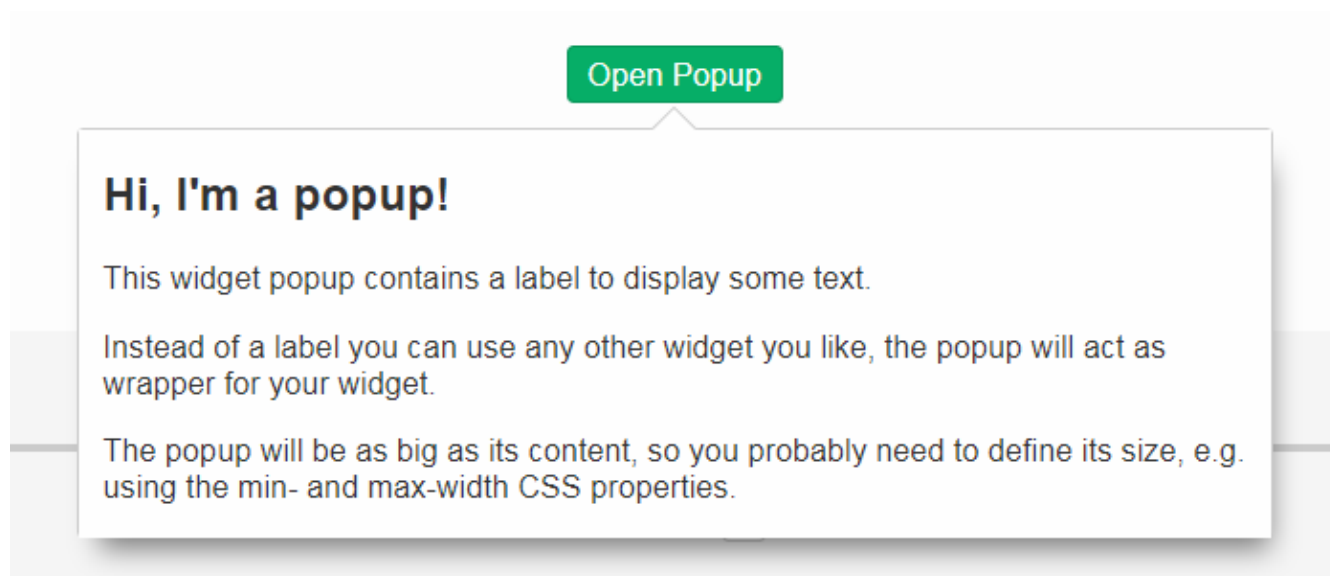 Open Popup
Hi, I'm a popup!
This widget popup contains a label to display some text.
Instead of a label you can use any other widget you like, the popup will act as
wrapper for your widget.
The popup will be as big as its content, so you probably need to define its size, e.g.
using the min- and max-width CSS properties.